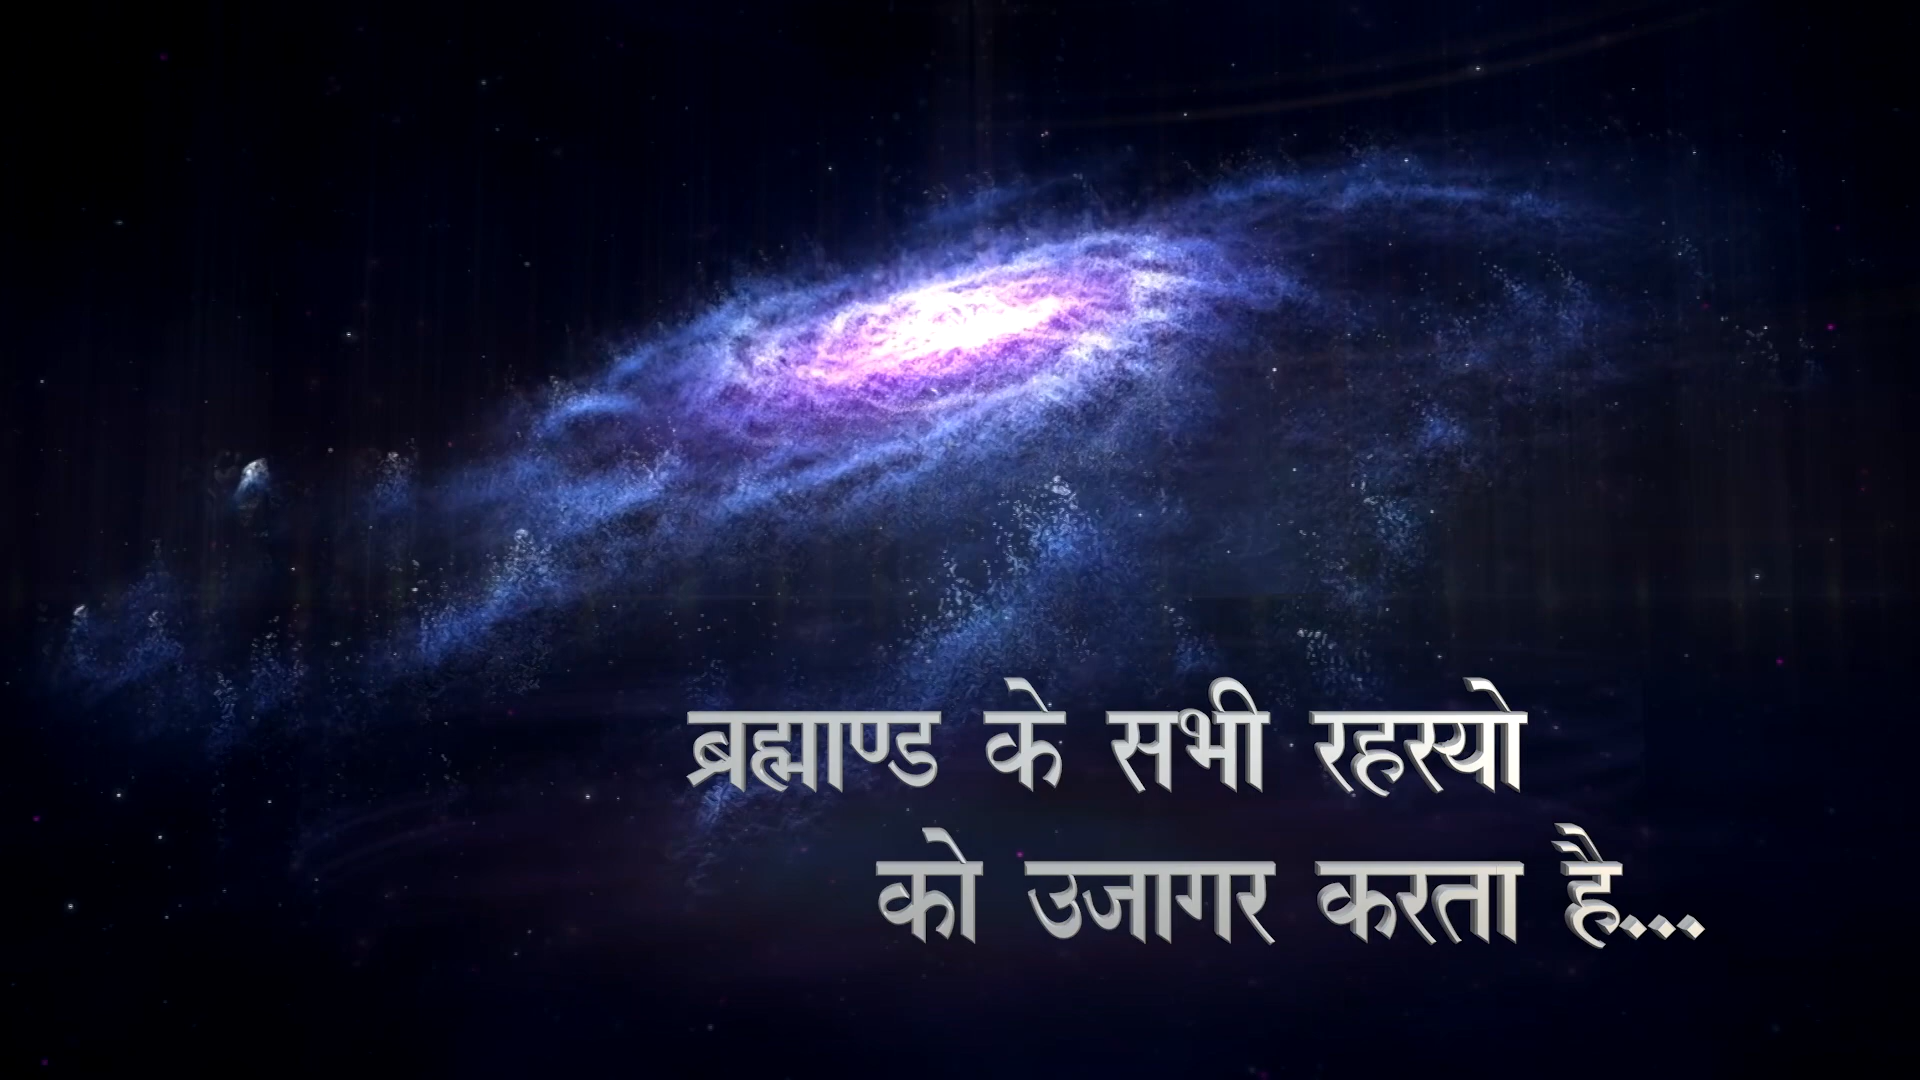 ब्रह्माण्ड के सभी रहस्यो
को उजागर करता है...